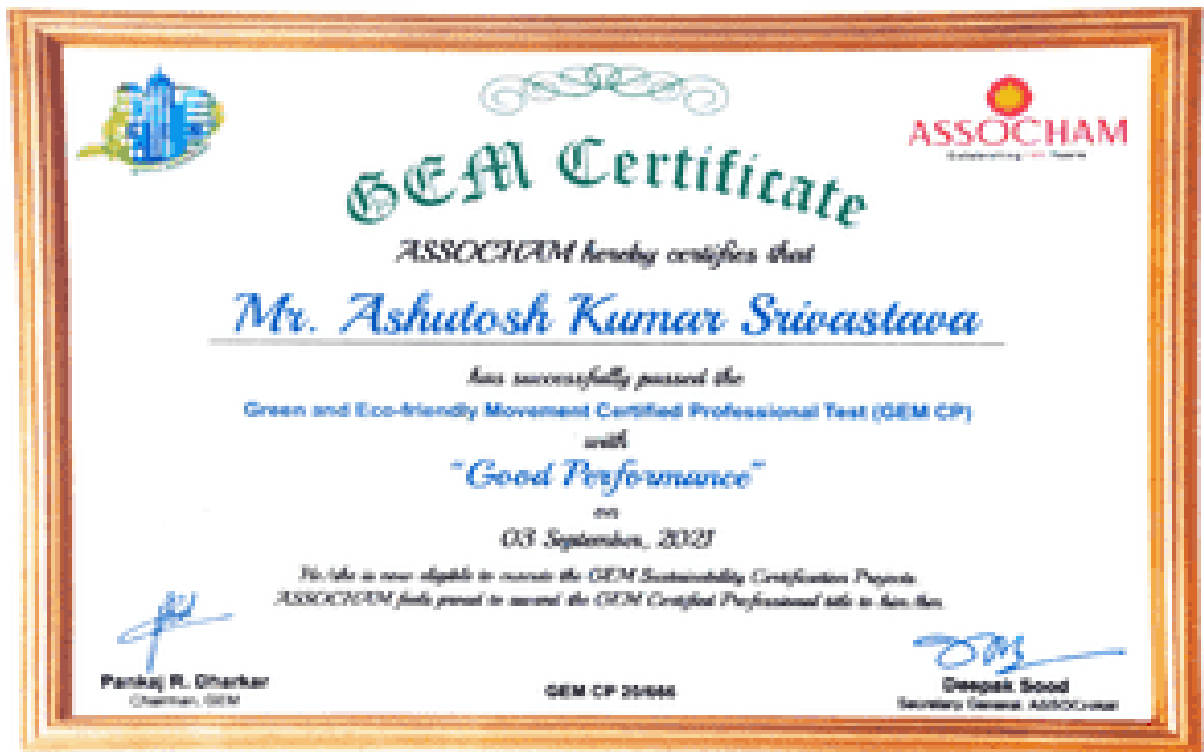 ASSOCHAM
GEM Certificate
ASSOCHAM hereby certifies that
Mr. Ashutosh Kumar Srivastava
has successfully passed the
Green and Eco-friendly Movement Certified Professional Test (GEM CP)
with
"Good Performance"
on
03 September, 2021
He/she is now eligible to execute the GEM Sustainability Certification Projects.
ASSOCHAM feels proud to award the GEM Certified Professional title to him/her.
Pankaj R. Dharkar
Chairman, GEM
GEM CP
Deepak Sood
Secretary General, ASSOCHAM